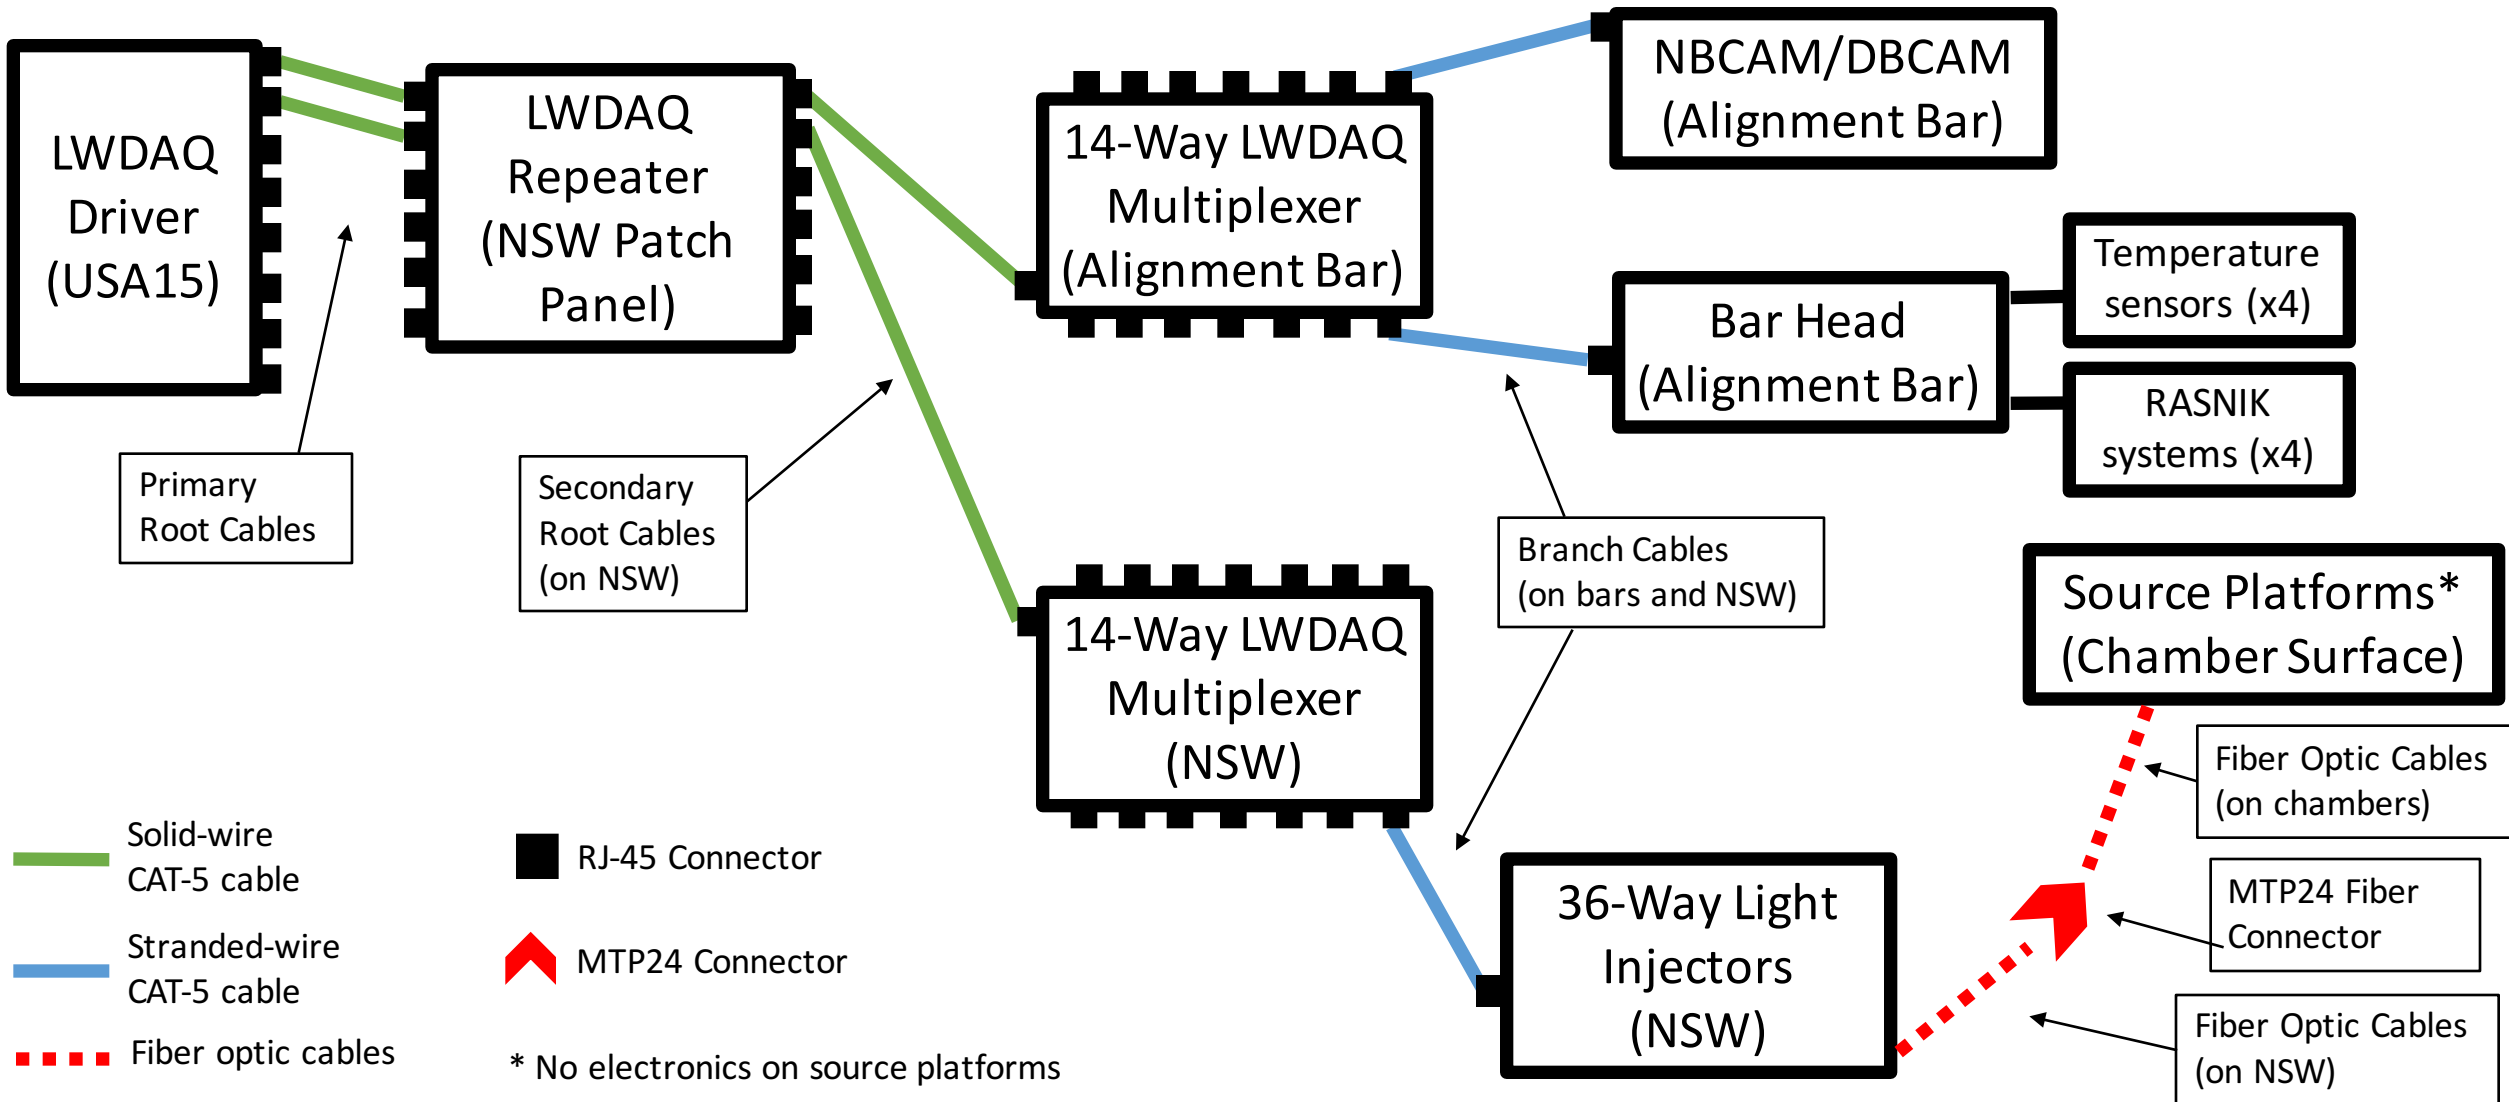 LWDAQ
Driver
(USA15)
LWDAQ
Repeater
(NSW Patch
Panel)
14-Way LWDAQ
Multiplexer
(Alignment Bar)
NBCAM/DBCAM
(Alignment Bar)
Bar Head
(Alignment Bar)
Temperature
sensors (x4)
RASNIK
systems (x4)
Primary
Root Cables
Secondary
Root Cables
(on NSW)
Branch Cables
(on bars and NSW)
14-Way LWDAQ
Multiplexer
(NSW)
Source Platforms*
(Chamber Surface)
Fiber Optic Cables
(on chambers)
MTP24 Fiber
Connector
Fiber Optic Cables
(on NSW)
36-Way Light
Injectors
(NSW)
Solid-wire
CAT-5 cable
Stranded-wire
CAT-5 cable
Fiber optic cables
RJ-45 Connector
MTP24 Connector
* No electronics on source platforms